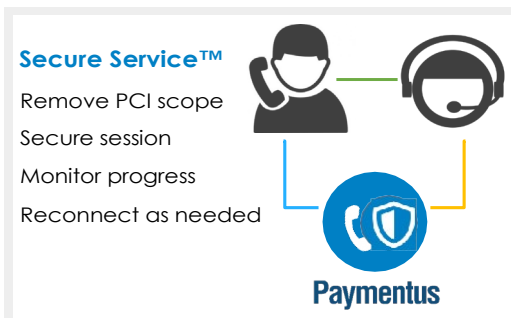 Secure Service™
Remove PCI scope
Secure session
Monitor progress
Reconnect as needed
Paymentus